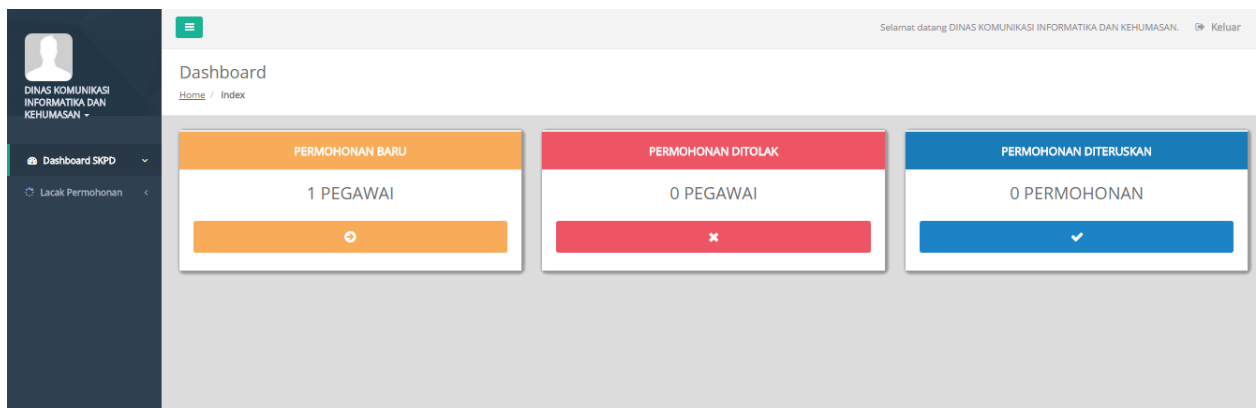 Selamat datang DINAS KOMUNIKASI INFORMATIKA DAN KEHUMASAN. Keluar
DINAS KOMUNIKASI
INFORMATIKA DAN
KEHUMASAN
Dashboard SKPD
Lacak Permohonan
Dashboard
Home / Index
PERMOHONAN BARU
1 PEGAWAI
PERMOHONAN DITOLAK
0 PEGAWAI
PERMOHONAN DITERUSKAN
0 PERMOHONAN